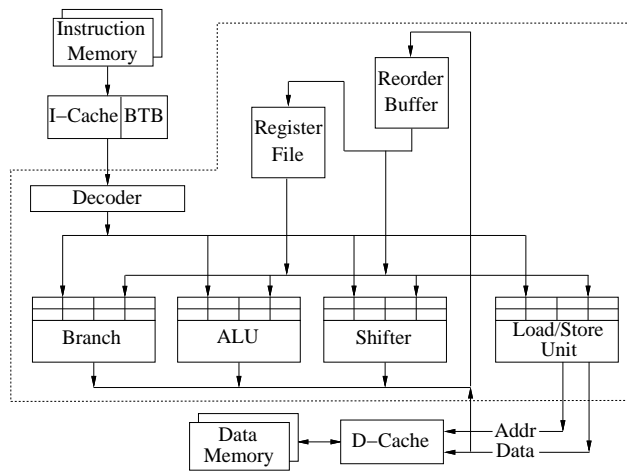 Instruction
Memory
I−Cache
BTB
Reorder
Buffer
Register
File
Decoder
Branch
ALU
Shifter
Load/Store
Unit
Addr
Data
D−Cache
Data
Memory